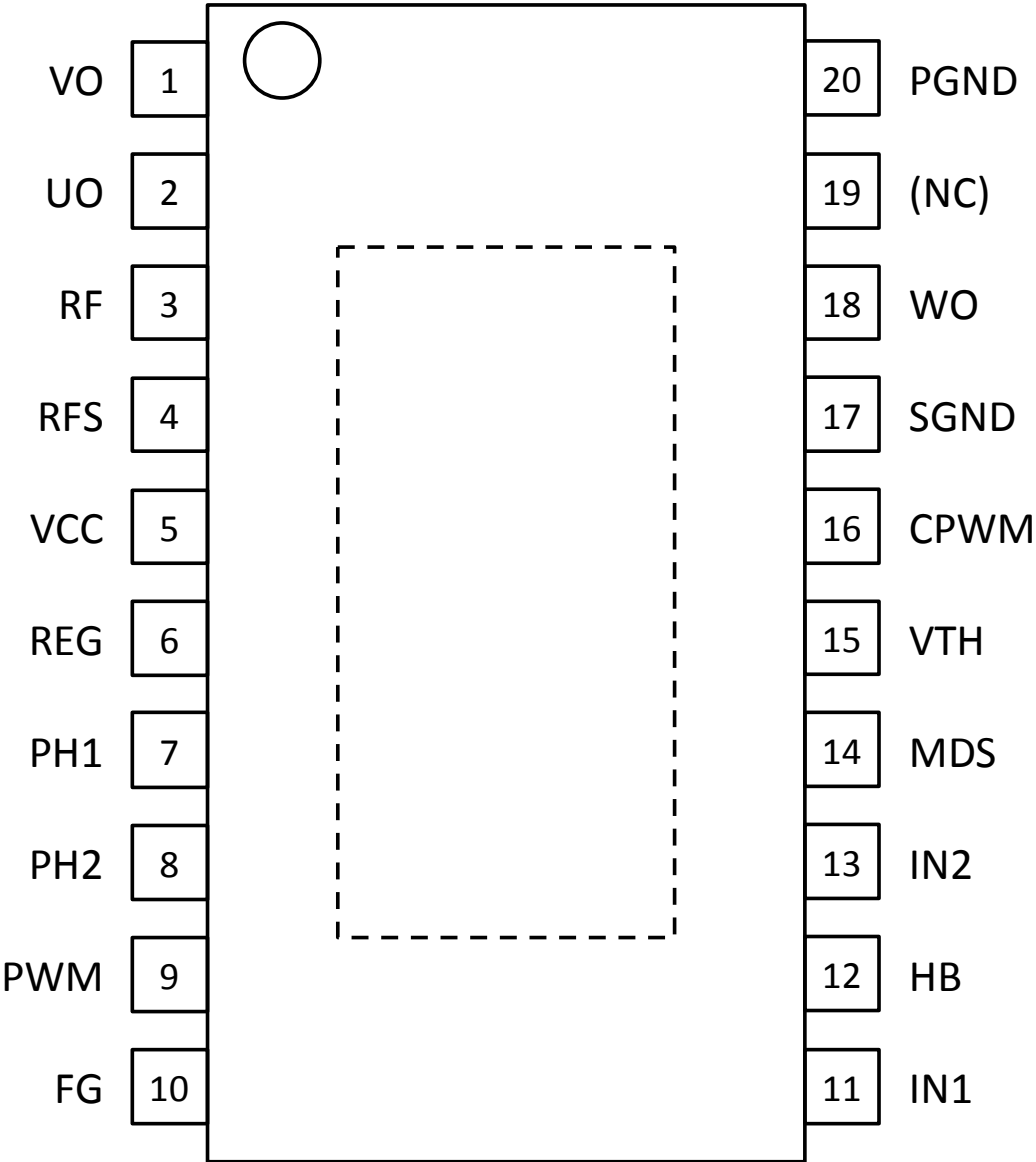 VO 1 20 PGND
UO 2 19 (NC)
RF 3 18 WO
RFS 4 17 SGND
VCC 5 16 CPWM
REG 6 15 VTH
PH1 7 14 MDS
PH2 8 13 IN2
PWM 9 12 HB
FG 10 11 IN1